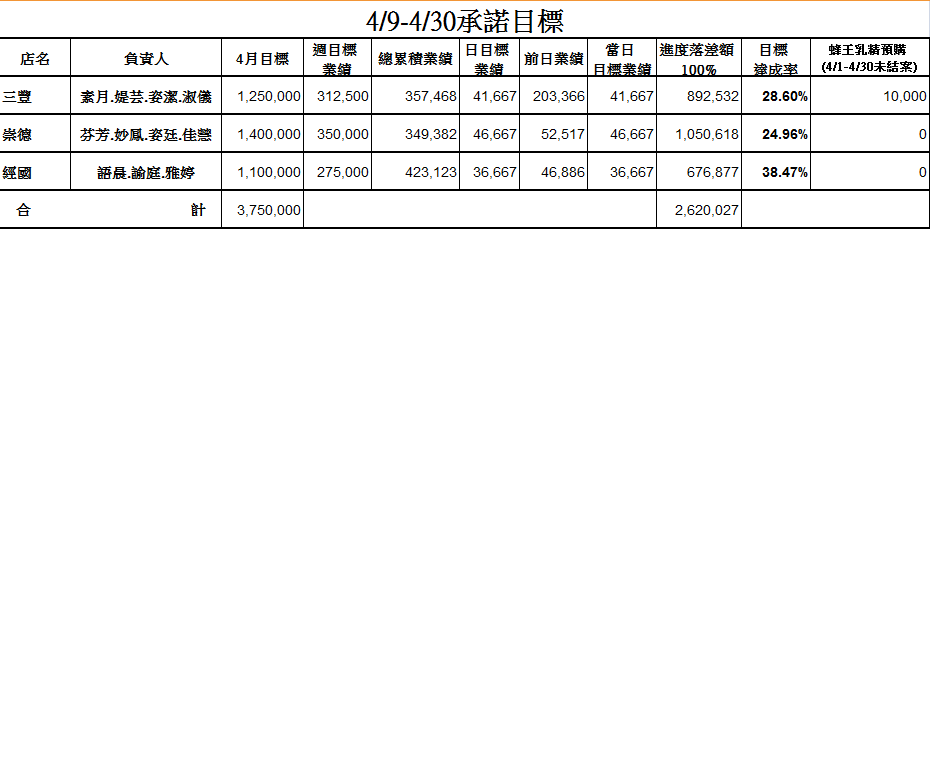 4/9-4/30承諾目標
店名 負責人 4月目標 週目標業績 總累積業績 日目標業績 前日業績 當日目標業績 進度落差額100% 目標達成率 蜂王乳精預購(4/1-4/30未結案)
三豐 素月.媞芸.姿潔.淑儀 1,250,000 312,500 357,468 41,667 203,366 41,667 892,532 28.60% 10,000
崇德 芬芳.妙鳳.姿廷.佳慧 1,400,000 350,000 349,382 46,667 52,517 46,667 1,050,618 24.96% 0
經國 語晨.諭庭.雅婷 1,100,000 275,000 423,123 36,667 46,886 36,667 676,877 38.47% 0
合計 3,750,000 2,620,027